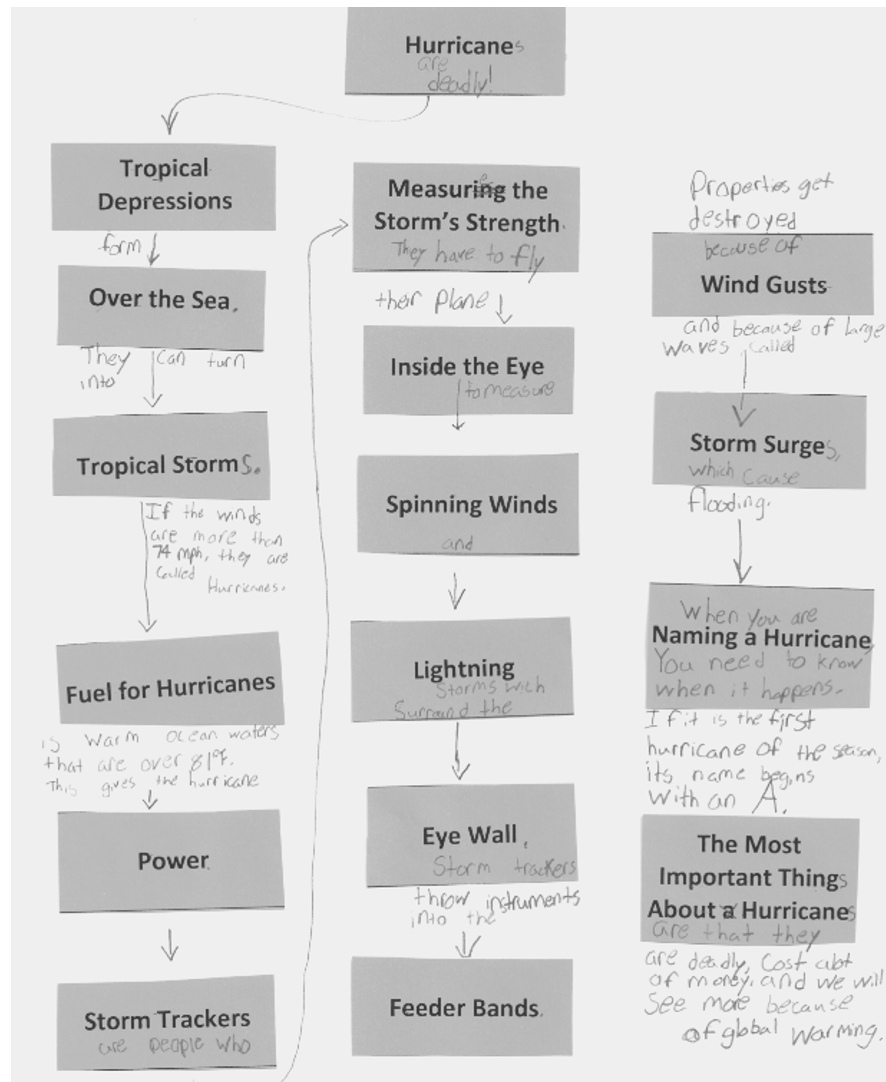 Hurricanes
are
deadly!
Tropical
Depressions
form
Over the Sea.
They can turn
into
Tropical Storms.
If the winds
are more than
74 mph, they are
Called
Hurricanes.
Fuel for Hurricanes
is warm ocean waters
that are over 81°F.
This gives the hurricane
Power.
Storm Trackers
are people who
Measuring the
Storm's Strength.
They have to fly
their plane
Inside the Eye
to measure
Spinning Winds
and
Lightning
Storms wich
Surround the
Eye Wall.
Storm trackers
throw instruments
into the
Feeder Bands.
Properties get
destroyed
because of
Wind Gusts
and because of large
waves called
Storm Surges,
which cause
flooding.
When you are
Naming a Hurricane,
You need to know
when it happens.
If it is the first
hurricane of the season,
its name begins
With an A.
The Most
Important Things
About a Hurricanes
are that they
are deadly, cost alot
of money, and we will
See more because
of global warming.